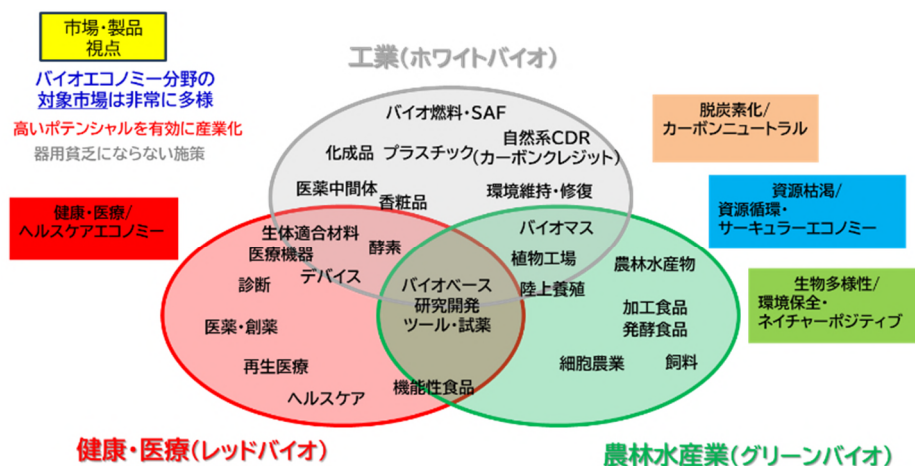 市場・製品
視点
バイオエコノミー分野の
対象市場は非常に多様
高いポテンシャルを有効に産業化
器用貧乏にならない施策
工業(ホワイトバイオ)
バイオ燃料・SAF
自然系CDR
化成品 プラスチック(カーボンクレジット)
医薬中間体
香粧品
環境維持・修復
脱炭素化/
カーボンニュートラル
健康・医療/
ヘルスケアエコノミー
資源枯渇/
資源循環・
サーキュラーエコノミー
生物多様性/
環境保全・
ネイチャーポジティブ
生体適合材料
医療機器
酵素
デバイス
診断
医薬・創薬
再生医療
ヘルスケア
バイオマス
植物工場
陸上養殖
農林水産物
加工食品
発酵食品
細胞農業
飼料
バイオベース
研究開発
ツール・試薬
機能性食品
健康・医療(レッドバイオ)
農林水産業(グリーンバイオ)